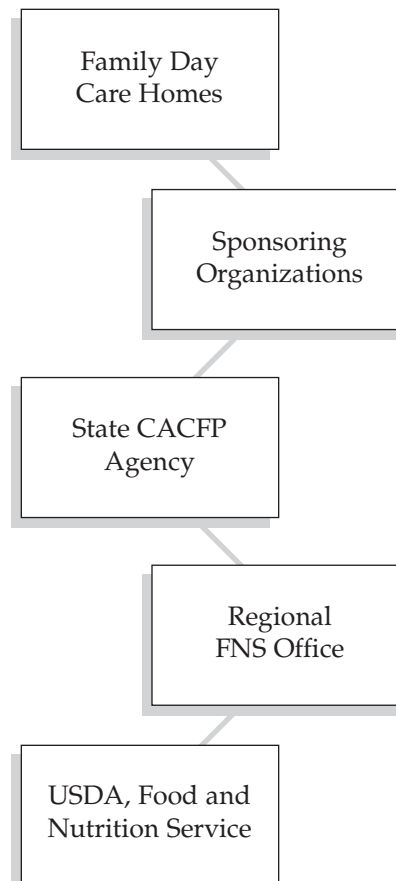 Family Day
Care Homes
Sponsoring
Organizations
State CACFP
Agency
Regional
FNS Office
USDA, Food and
Nutrition Service